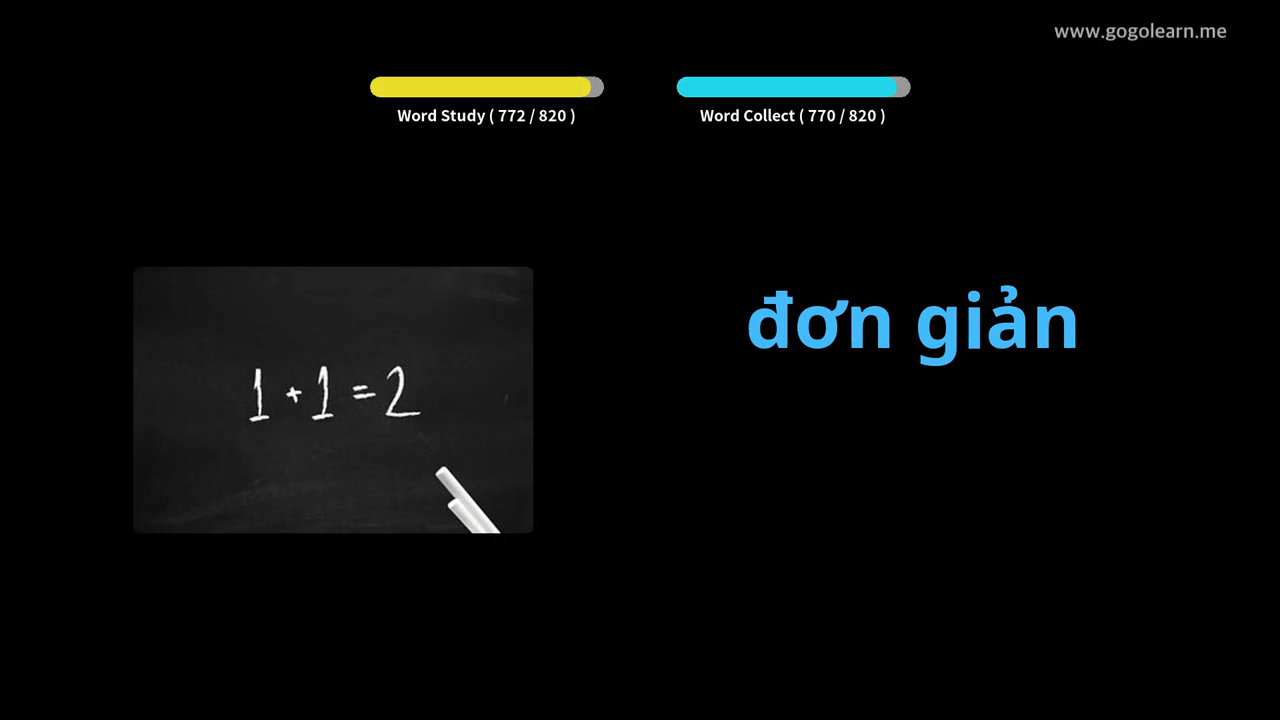 www.gogolearn.me
Word Study ( 772 / 820 )
Word Collect ( 770 / 820 )
đơn giản
1 + 1 = 2